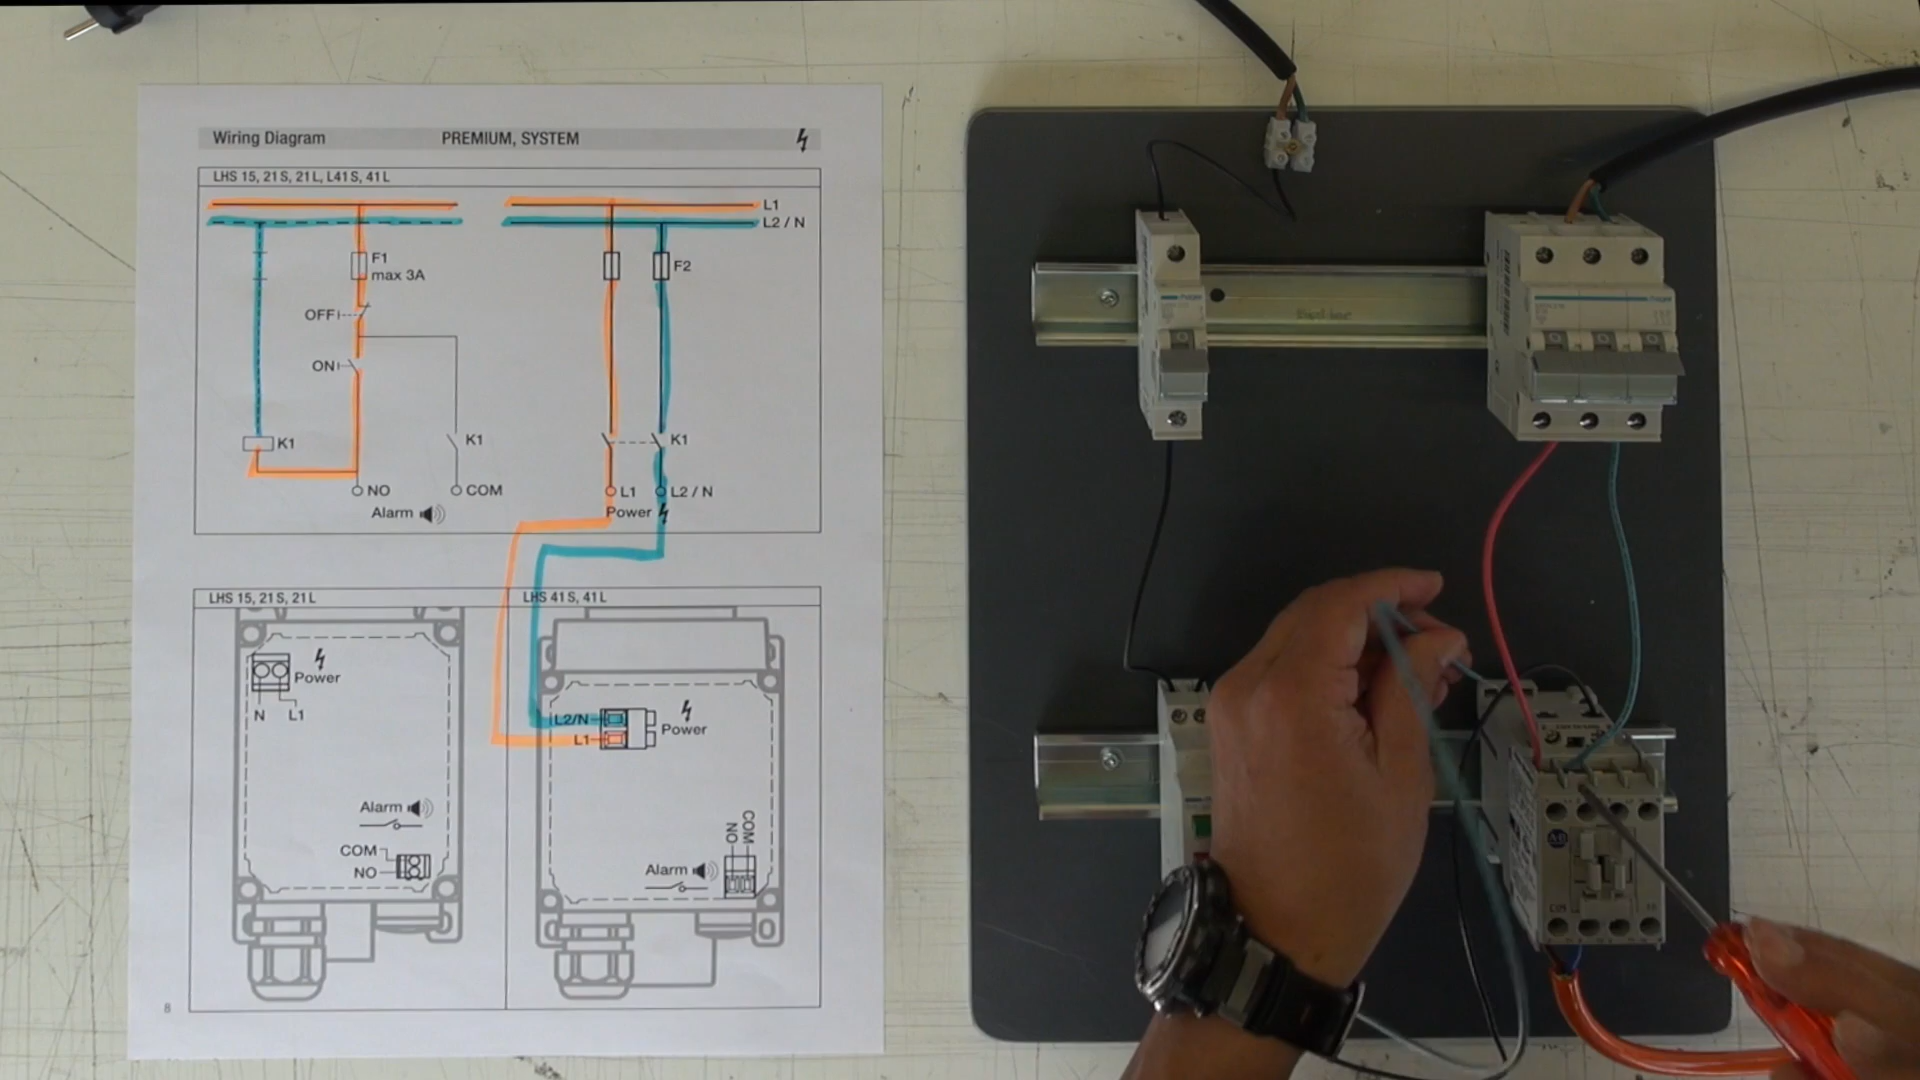 Wiring Diagram PREMIUM, SYSTEM
LHS 15, 21 S, 21 L, L41 S, 41 L
L1
L2 / N
F1
max 3A
F2
OFF
ON
K1
K1
K1
NO
COM
L1
L2 / N
Alarm
Power
LHS 15, 21 S, 21 L
LHS 41 S, 41 L
Power
N L1
L2/N
L1
Power
Alarm
COM
NO
Alarm
NO
COM
8
hager
hager